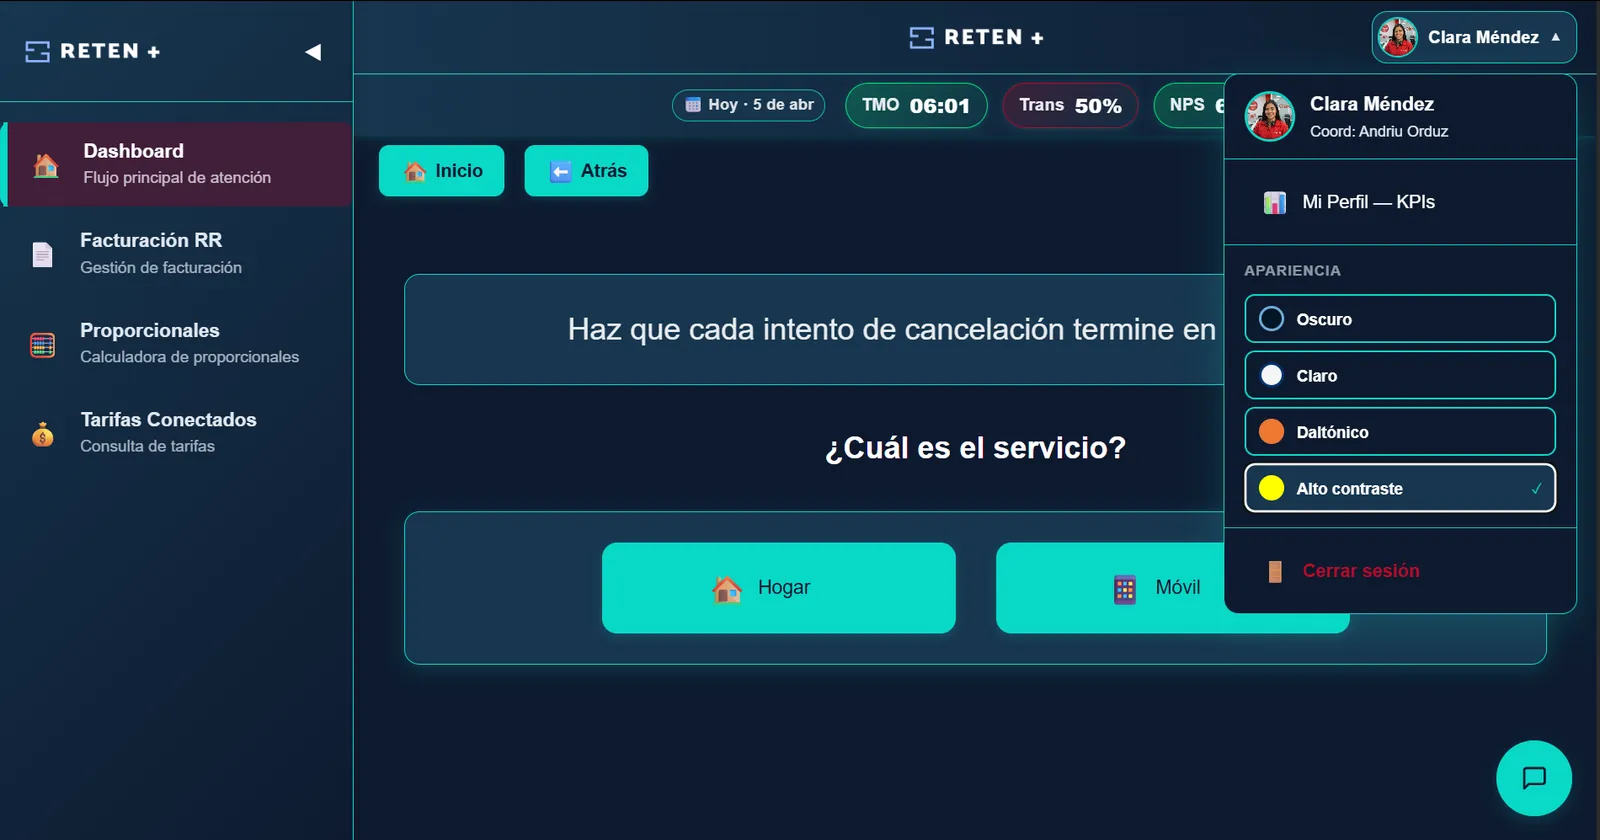 RETEN +
Dashboard
Flujo principal de atención
Facturación RR
Gestión de facturación
Proporcionales
Calculadora de proporcionales
Tarifas Conectados
Consulta de tarifas
RETEN +
Clara Méndez
Hoy · 5 de abr
TMO 06:01
Trans 50%
NPS
Inicio
Atrás
Haz que cada intento de cancelación termine en
¿Cuál es el servicio?
Hogar
Móvil
Clara Méndez
Coord: Andriu Orduz
Mi Perfil — KPIs
APARIENCIA
Oscuro
Claro
Daltónico
Alto contraste
Cerrar sesión